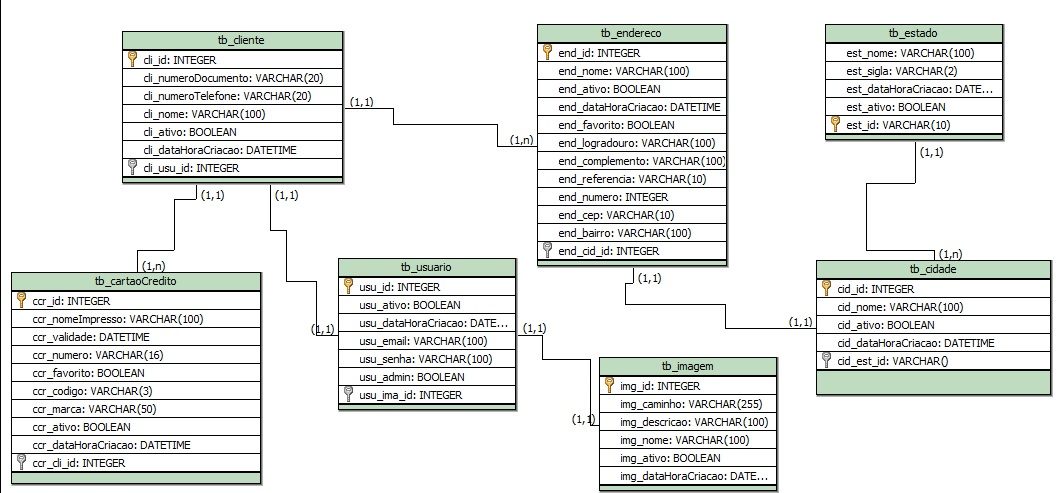 tb_cliente
cli_id: INTEGER
cli_numeroDocumento: VARCHAR(20)
cli_numeroTelefone: VARCHAR(20)
cli_nome: VARCHAR(100)
cli_ativo: BOOLEAN
cli_dataHoraCriacao: DATETIME
cli_usu_id: INTEGER
(1,1)
(1,n)
(1,1)
(1,1)
tb_endereco
end_id: INTEGER
end_nome: VARCHAR(100)
end_ativo: BOOLEAN
end_dataHoraCriacao: DATETIME
end_favorito: BOOLEAN
end_logradouro: VARCHAR(100)
end_complemento: VARCHAR(100)
end_referencia: VARCHAR(10)
end_numero: INTEGER
end_cep: VARCHAR(10)
end_bairro: VARCHAR(100)
end_cid_id: INTEGER
(1,1)
(1,1)
tb_estado
est_nome: VARCHAR(100)
est_sigla: VARCHAR(2)
est_dataHoraCriacao: DATE...
est_ativo: BOOLEAN
est_id: VARCHAR(10)
(1,1)
(1,n)
tb_cartaoCredito
(1,n)
ccr_id: INTEGER
ccr_nomeImpresso: VARCHAR(100)
ccr_validade: DATETIME
ccr_numero: VARCHAR(16)
ccr_favorito: BOOLEAN
ccr_codigo: VARCHAR(3)
ccr_marca: VARCHAR(50)
ccr_ativo: BOOLEAN
ccr_dataHoraCriacao: DATETIME
ccr_cli_id: INTEGER
tb_usuario
usu_id: INTEGER
usu_ativo: BOOLEAN
usu_dataHoraCriacao: DATE...
usu_email: VARCHAR(100)
usu_senha: VARCHAR(100)
usu_admin: BOOLEAN
usu_ima_id: INTEGER
(1,1)
(1,1)
(1,1)
tb_imagem
img_id: INTEGER
img_caminho: VARCHAR(255)
img_descricao: VARCHAR(100)
img_nome: VARCHAR(100)
img_ativo: BOOLEAN
img_dataHoraCriacao: DATE...
tb_cidade
cid_id: INTEGER
cid_nome: VARCHAR(100)
cid_ativo: BOOLEAN
cid_dataHoraCriacao: DATETIME
cid_est_id: VARCHAR()